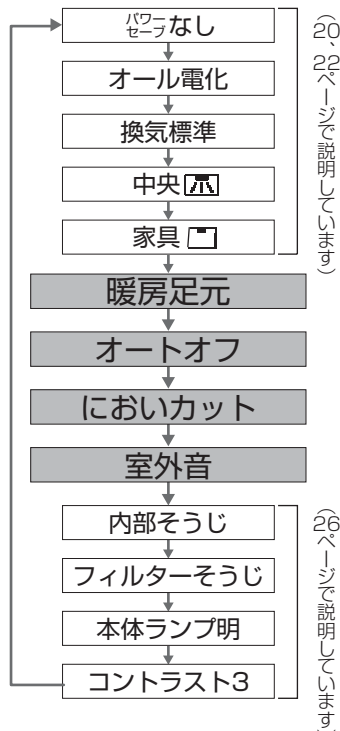 パワー
セーブなし
オール電化
換気標準
中央
家具
(20、22ページで説明しています)
暖房足元
オートオフ
においカット
室外音
内部そうじ
フィルターそうじ
本体ランプ明
コントラスト3
(26ページで説明しています)